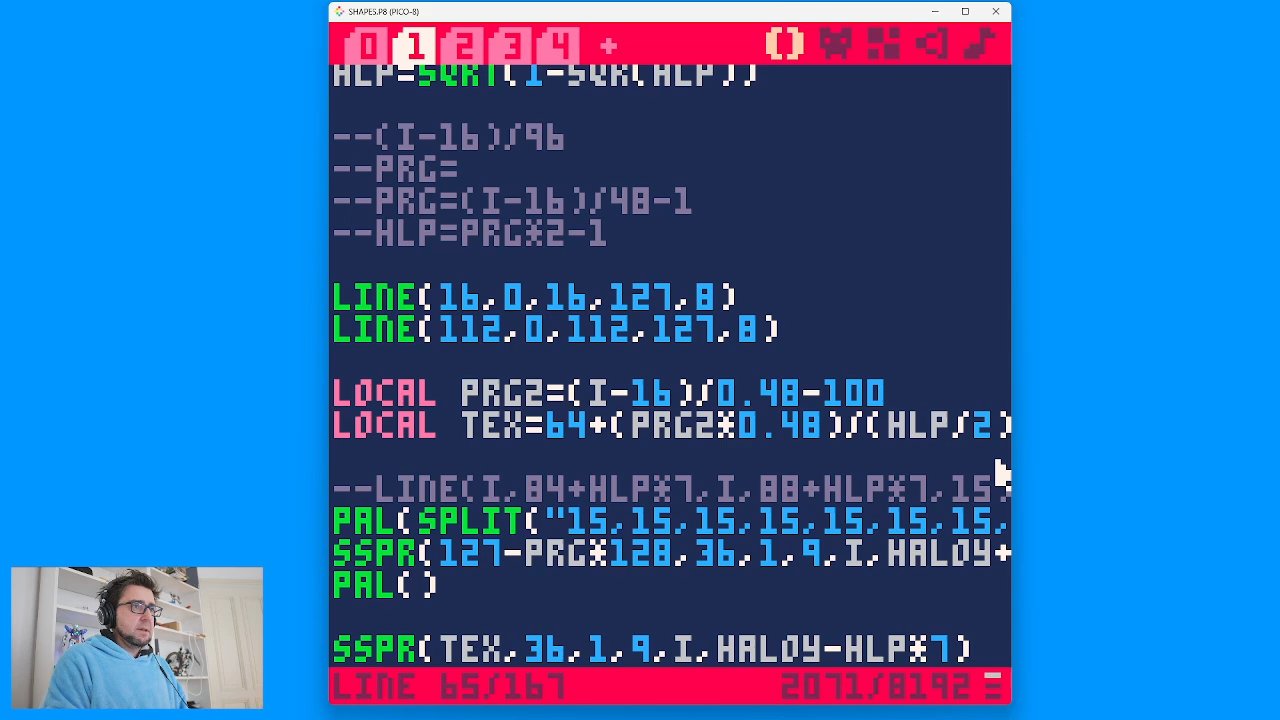 SHAPES.P8 (PICO-8)
0 1 2 3 4 +
HLP=SQRT(1-SQR(HLP))
--(I-16)/96
--PRG=
--PRG=(I-16)/48-1
--HLP=PRG*2-1
LINE(16,0,16,127,8)
LINE(112,0,112,127,8)
LOCAL PRG2=(I-16)/0.48-100
LOCAL TEX=64+(PRG2*0.48)/(HLP/2)
--LINE(I,84+HLP*7,I,88+HLP*7,15
PAL(SPLIT("15,15,15,15,15,15,15,
SSPR(127-PRG*128,36,1,9,I,HALOY+
PAL()
SSPR(TEX,36,1,9,I,HALOY-HLP*7)
LINE 65/167 2071/8192